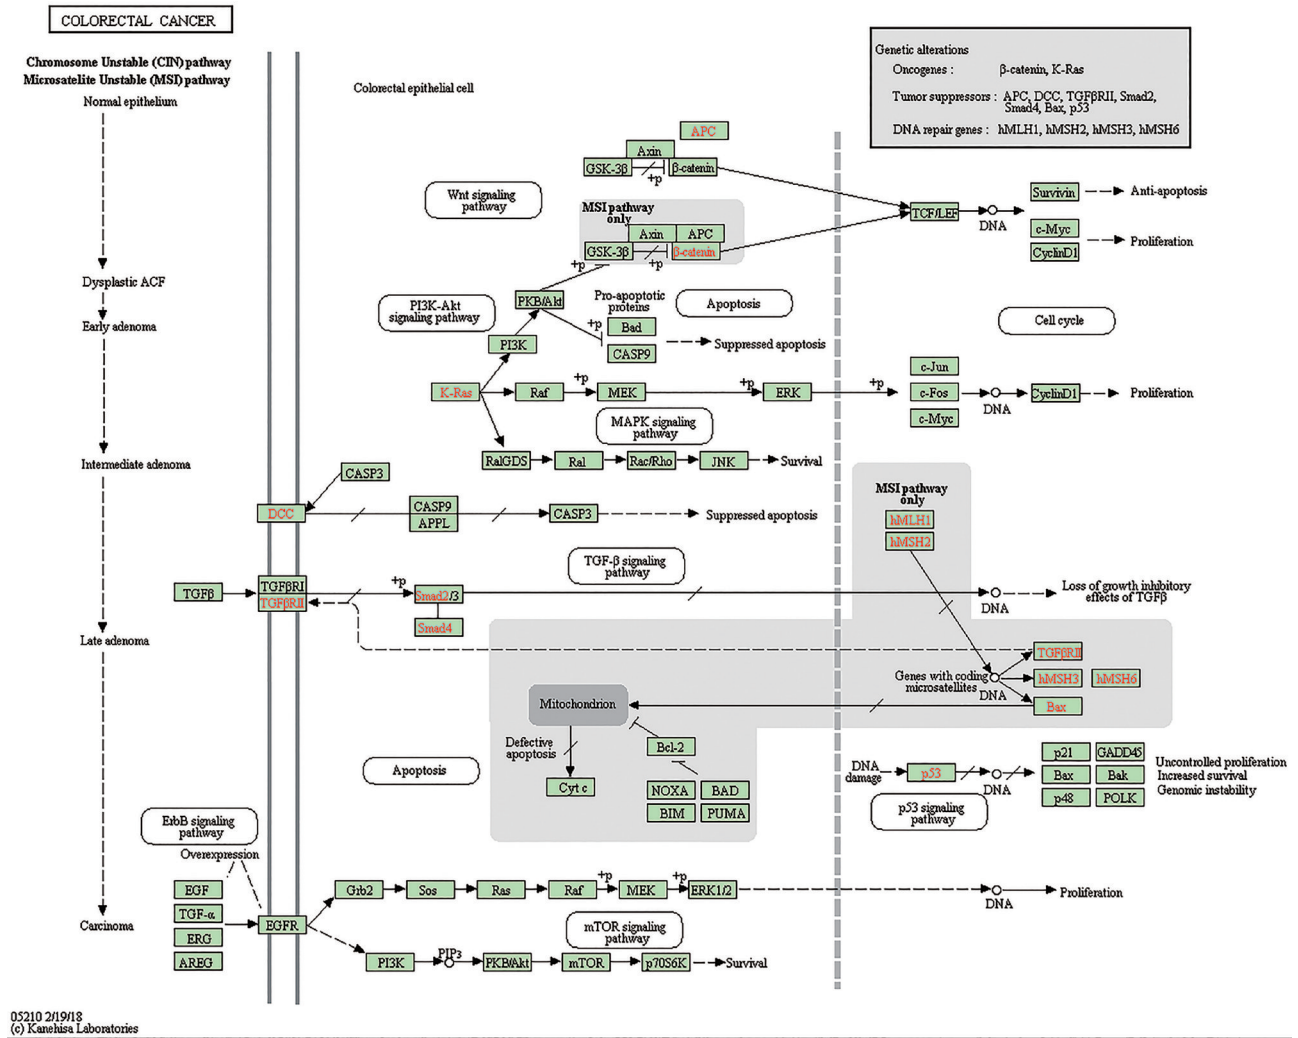 COLORECTAL CANCER
Chromosome Unstable (CIN) pathway
Microsatelite Unstable (MSI) pathway
Normal epithelium
Dysplastic ACF
Early adenoma
Intermediate adenoma
Late adenoma
Carcinoma
Colorectal epithelial cell
Genetic alterations
Oncogenes : β-catenin, K-Ras
Tumor suppressors : APC, DCC, TGFβRII, Smad2,
Smad4, Bax, p53
DNA repair genes : hMLH1, hMSH2, hMSH3, hMSH6
APC
Axin
GSK-3β
+p
β-catenin
Wnt signaling
pathway
MSI pathway
only
Axin
APC
GSK-3β
+p
β-catenin
+p
TCF/LEF
DNA
Survivin
Anti-apoptosis
c-Myc
CyclinD1
Proliferation
PI3K-Akt
signaling pathway
PKB/Akt
PI3K
Pro-apoptotic
proteins
+p
Bad
CASP9
Apoptosis
Suppressed apoptosis
Cell cycle
K-Ras
Raf
+p
MEK
+p
ERK
+p
c-Jun
c-Fos
c-Myc
DNA
CyclinD1
Proliferation
MAPK signaling
pathway
RalGDS
Ral
Rac/Rho
JNK
Survival
CASP3
DCC
CASP9
APPL
CASP3
Suppressed apoptosis
MSI pathway
only
hMLH1
hMSH2
TGF-β signaling
pathway
TGFβ
TGFβRI
TGFβRII
+p
Smad2/3
Smad4
DNA
Loss of growth inhibitory
effects of TGFβ
Genes with coding
microsatellites
DNA
TGFβRII
hMSH3
hMSH6
Bax
Mitochondrion
Defective
apoptosis
Cyt c
Bcl-2
NOXA
BAD
BIM
PUMA
Apoptosis
DNA
damage
p53
DNA
p21
GADD45
Bax
Bak
p48
POLK
Uncontrolled proliferation
Increased survival
Genomic instability
p53 signaling
pathway
ErbB signaling
pathway
Overexpression
EGF
TGF-α
ERG
AREG
EGFR
Grb2
Sos
Ras
Raf
+p
MEK
+p
ERK1/2
DNA
Proliferation
mTOR signaling
pathway
PI3K
PIP3
PKB/Akt
mTOR
p70S6K
Survival
05210 2/19/18
(c) Kanehisa Laboratories